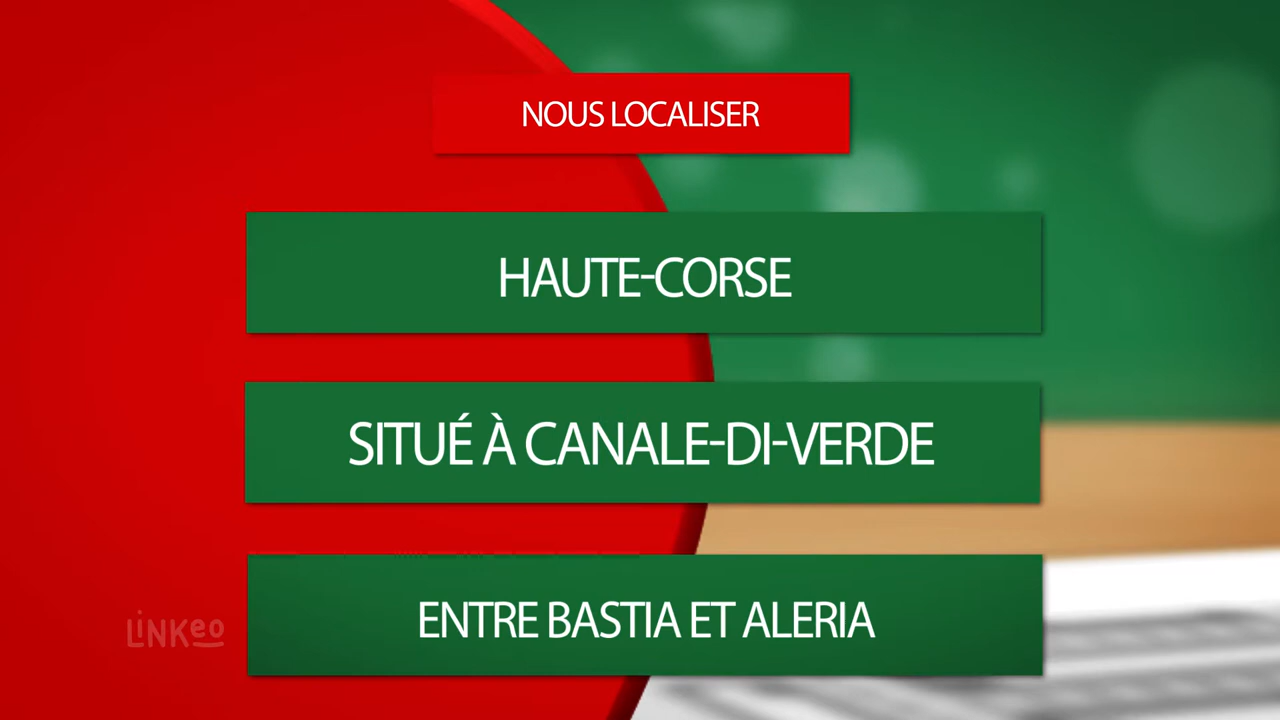 NOUS LOCALISER
HAUTE-CORSE
SITUÉ À CANALE-DI-VERDE
ENTRE BASTIA ET ALERIA
LiNKeo